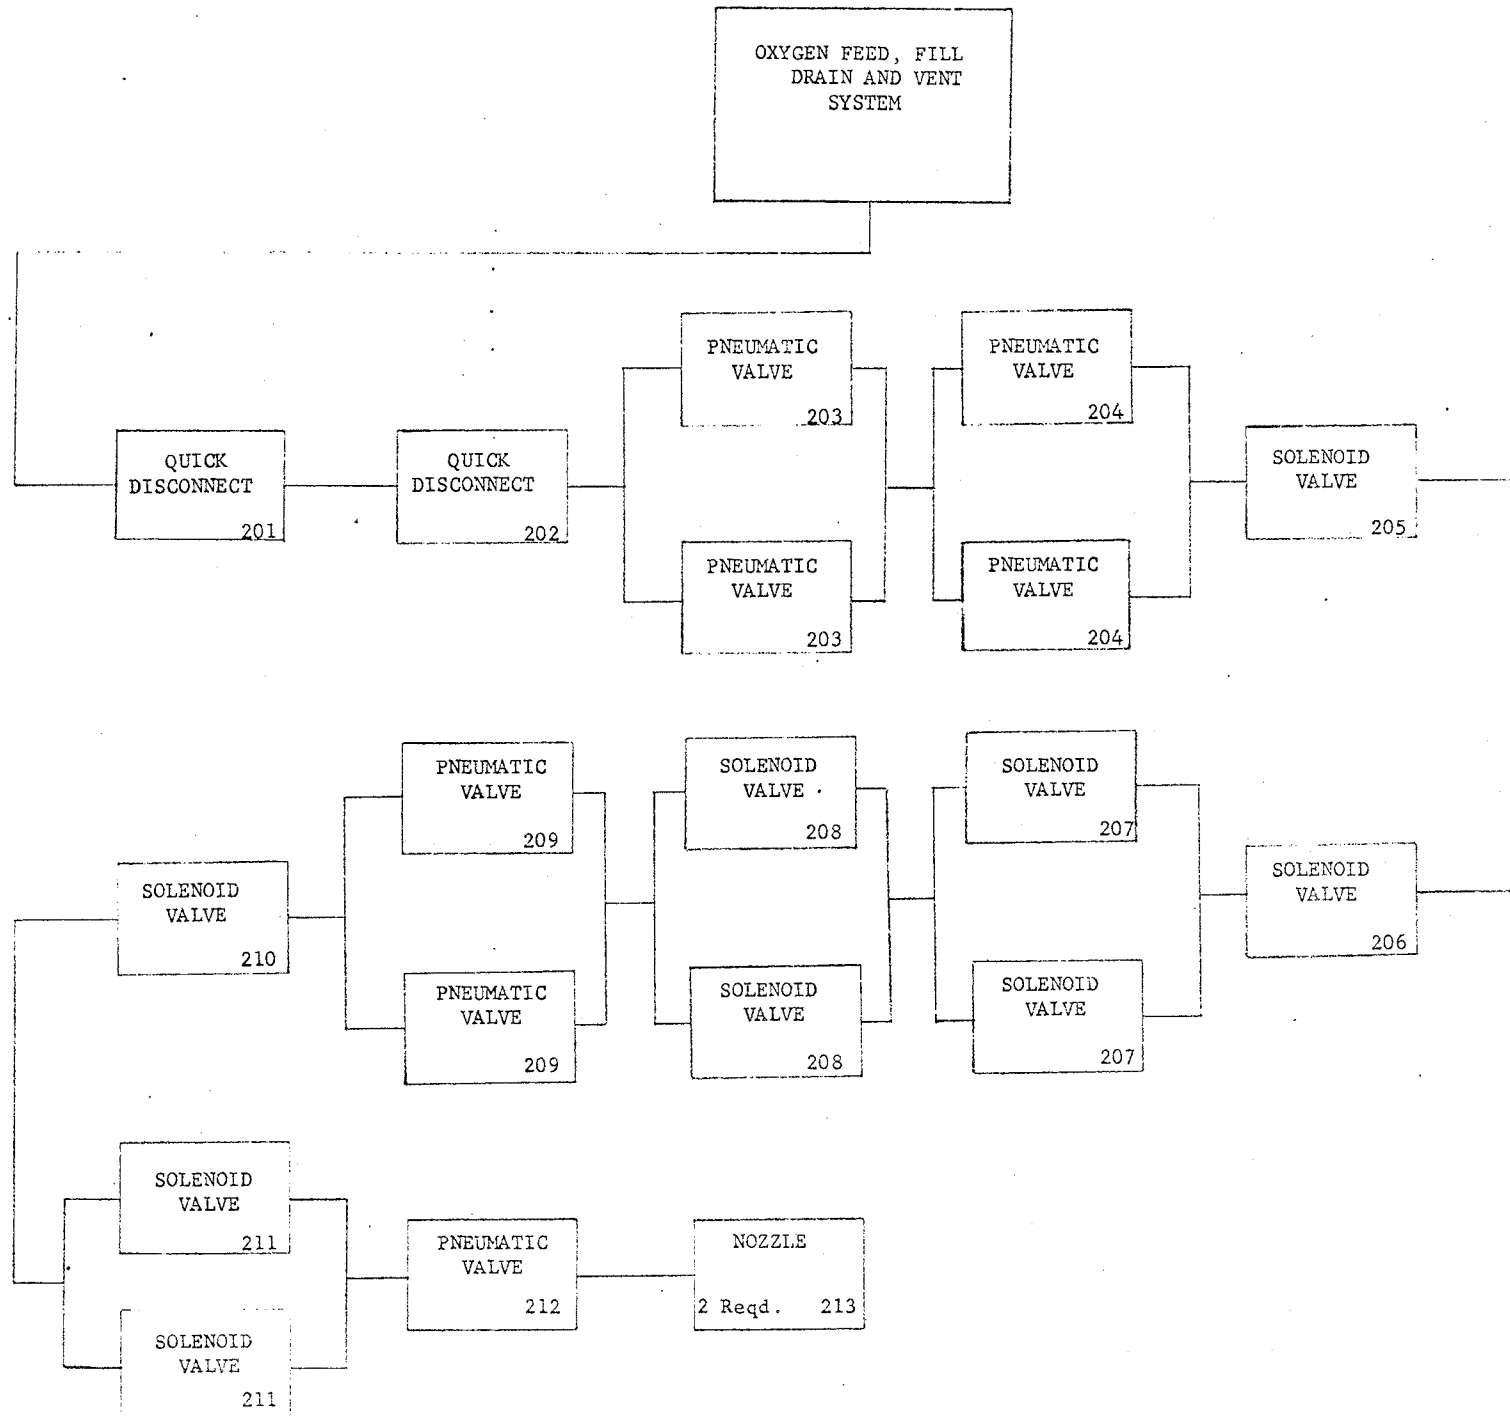 OXYGEN FEED, FILL
DRAIN AND VENT
SYSTEM
PNEUMATIC
VALVE
203
PNEUMATIC
VALVE
204
QUICK
DISCONNECT
201
QUICK
DISCONNECT
202
SOLENOID
VALVE
205
PNEUMATIC
VALVE
203
PNEUMATIC
VALVE
204
PNEUMATIC
VALVE
209
SOLENOID
VALVE
208
SOLENOID
VALVE
207
SOLENOID
VALVE
210
SOLENOID
VALVE
206
PNEUMATIC
VALVE
209
SOLENOID
VALVE
208
SOLENOID
VALVE
207
SOLENOID
VALVE
211
PNEUMATIC
VALVE
212
NOZZLE
2 Reqd. 213
SOLENOID
VALVE
211